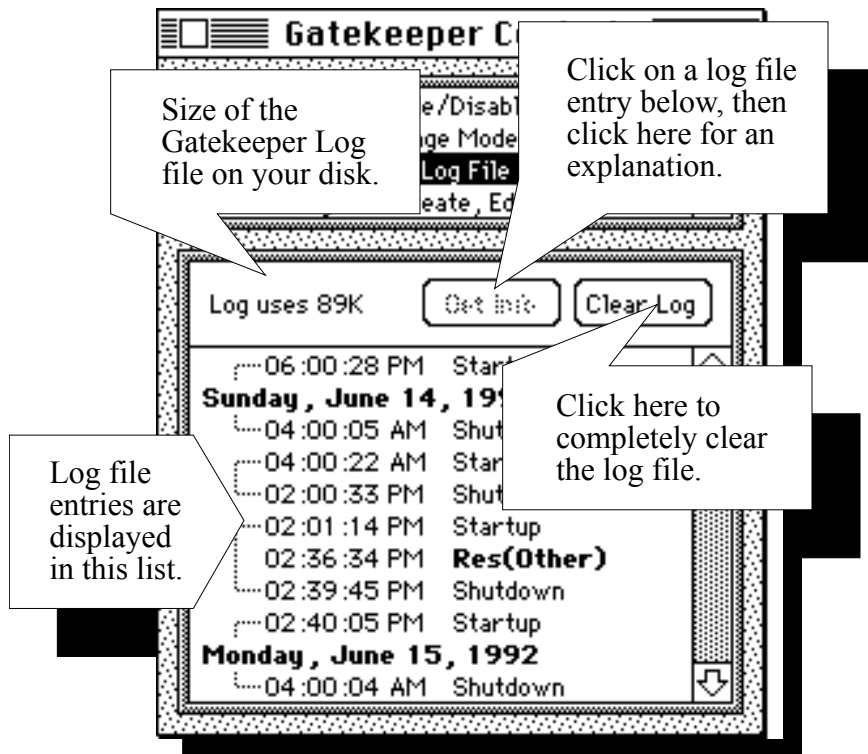 Gatekeeper C
Size of the
Gatekeeper Log
file on your disk.
Click on a log file
entry below, then
click here for an
explanation.
e/Disabl
ge Mode
Log File
eate, Ed
Log uses 89K
Get Info
Clear Log
06:00:28 PM Star
Sunday, June 14, 199
04:00:05 AM Shut
04:00:22 AM Star
02:00:33 PM Shut
02:01:14 PM Startup
02:36:34 PM Res(Other)
02:39:45 PM Shutdown
02:40:05 PM Startup
Monday, June 15, 1992
04:00:04 AM Shutdown
Click here to
completely clear
the log file.
Log file
entries are
displayed
in this list.